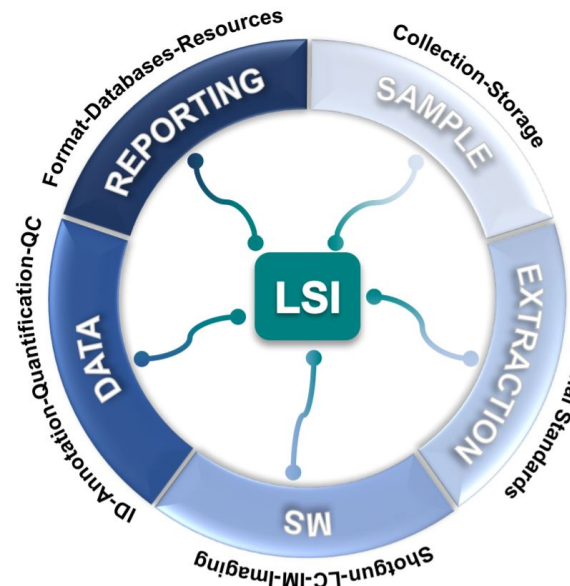 Format-Databases-Resources
REPORTING
Collection-Storage
SAMPLE
EXTRACTION
Standards
LSI
DATA
ID-Annotation-Quantification-QC
MS
Shotgun-LC-IM-Imaging